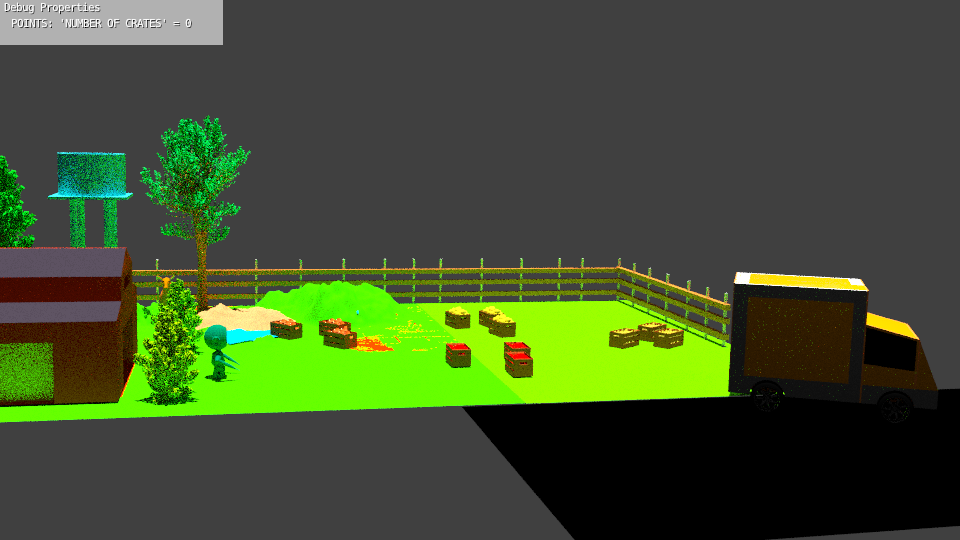 Debug Properties
POINTS: 'NUMBER OF CRATES' = 0